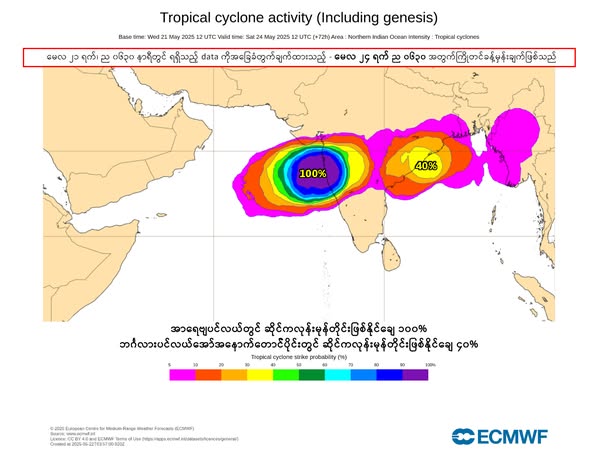 Tropical cyclone activity (Including genesis)
Base time: Wed 21 May 2025 12 UTC Valid time: Sat 24 May 2025 12 UTC (+72h) Area : Northern Indian Ocean Intensity : Tropical cyclones
မေလ ၂၁ ရက်၊ ည ၀၆၃၀ နာရီတွင် ရရှိသည့် data ကိုအခြေခံတွက်ချက်ထားသည့် - မေလ ၂၄ ရက် ည ၀၆၃၀ အတွက်ကြိုတင်ခန့်မှန်းချက်ဖြစ်သည်
100%
40%
အာရေဗျပင်လယ်တွင် ဆိုင်ကလုန်းမုန်တိုင်းဖြစ်နိုင်ချေ ၁၀၀%
ဘင်္ဂလားပင်လယ်အော်အနောက်တောင်ပိုင်းတွင် ဆိုင်ကလုန်းမုန်တိုင်းဖြစ်နိုင်ချေ ၄၀%
Tropical cyclone strike probability (%)
5 10 20 30 40 50 60 70 80 90 100%
© 2025 European Centre for Medium-Range Weather Forecasts (ECMWF)
Source: www.ecmwf.int
Licence: CC BY 4.0 and ECMWF Terms of Use (https://apps.ecmwf.int/datasets/licences/general/)
ECMWF